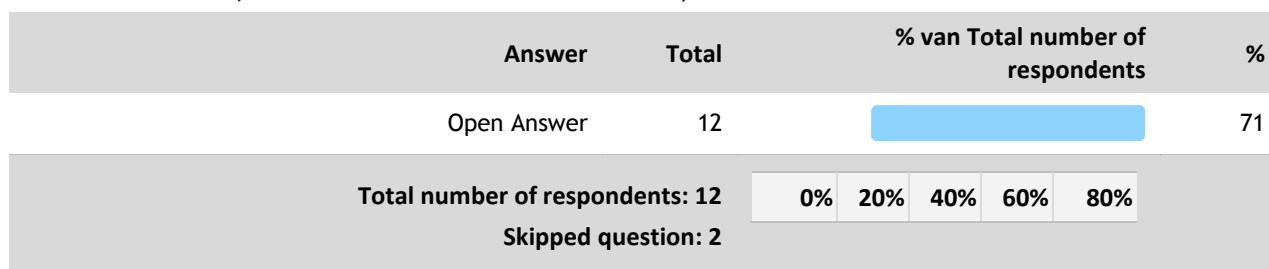 Answer Total % van Total number of respondents %
Open Answer 12 71
Total number of respondents: 12 0% 20% 40% 60% 80%
Skipped question: 2